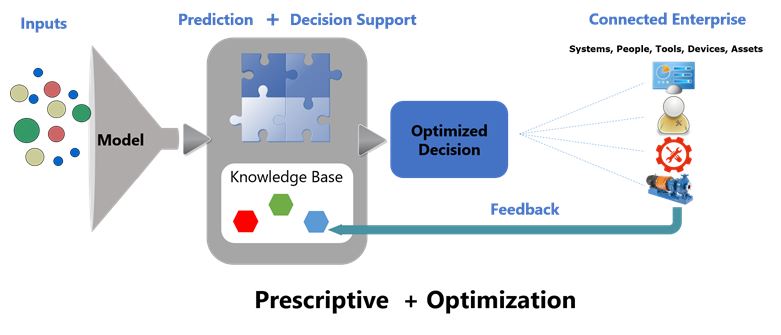 Inputs
Prediction + Decision Support
Connected Enterprise
Systems, People, Tools, Devices, Assets
Model
Optimized
Decision
Knowledge Base
Feedback
Prescriptive + Optimization